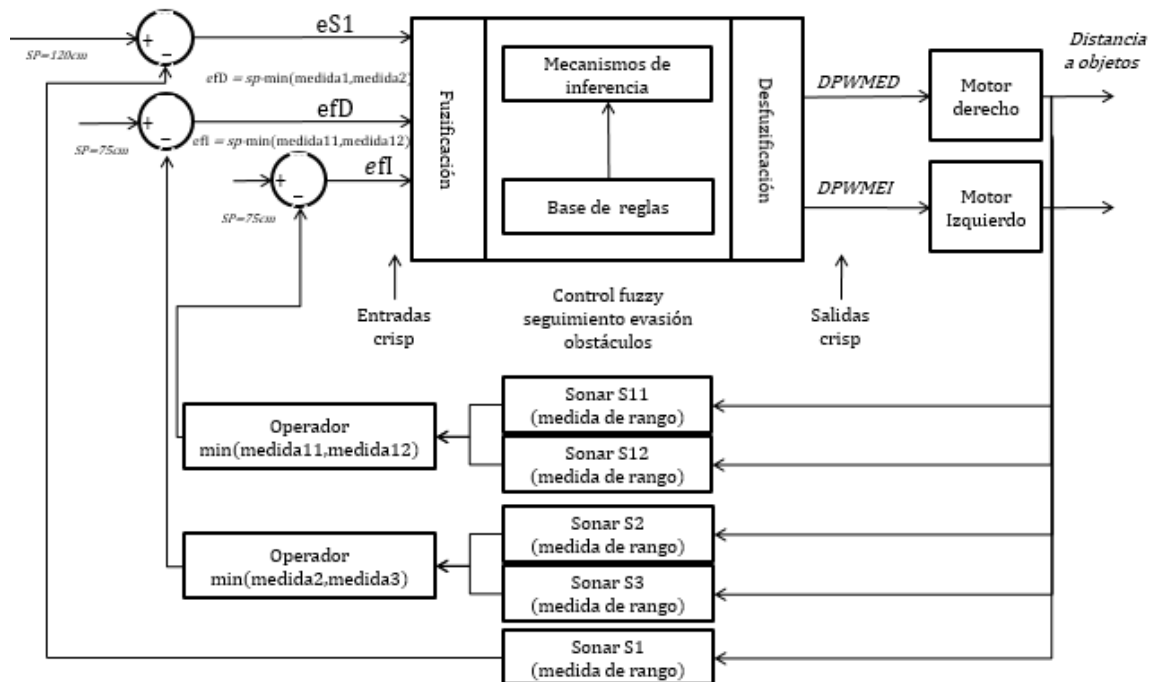 eS1
SP=120cm
efD = sp-min(medida1,medida2)
efD
SP=75cm
efI = sp-min(medida11,medida12)
efI
SP=75cm
Fuzificación
Mecanismos de
inferencia
Base de reglas
Desfuzificación
DPWMED
DPWMEI
Motor
derecho
Motor
Izquierdo
Distancia
a objetos
Entradas
crisp
Control fuzzy
seguimiento evasión
obstáculos
Salidas
crisp
Operador
min(medida11,medida12)
Sonar S11
(medida de rango)
Sonar S12
(medida de rango)
Operador
min(medida2,medida3)
Sonar S2
(medida de rango)
Sonar S3
(medida de rango)
Sonar S1
(medida de rango)